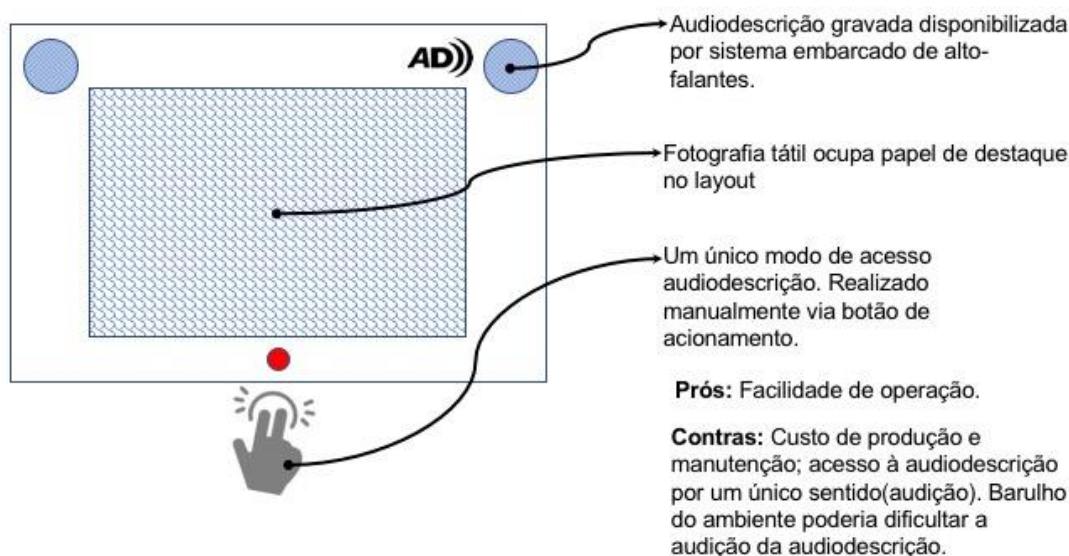 AD))
Audiodescrição gravada disponibilizada
por sistema embarcado de alto-
falantes.
Fotografia tátil ocupa papel de destaque
no layout
Um único modo de acesso
audiodescrição. Realizado
manualmente via botão de
acionamento.
Prós: Facilidade de operação.
Contras: Custo de produção e
manutenção; acesso à audiodescrição
por um único sentido(audição). Barulho
do ambiente poderia dificultar a
audição da audiodescrição.